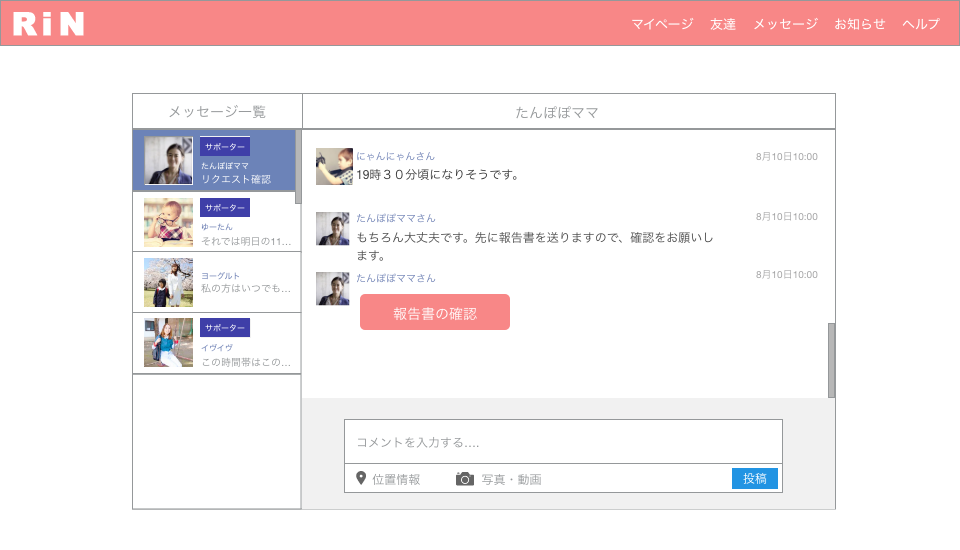 RiN
マイページ 友達 メッセージ お知らせ ヘルプ
メッセージ一覧
たんぽぽママ
サポーター
たんぽぽママ
リクエスト確認
サポーター
ゆーたん
それでは明日の11...
ヨーグルト
私の方はいつでも...
サポーター
イヴイヴ
この時間帯はこの...
にゃんにゃんさん
8月10日10:00
19時３０分頃になりそうです。
たんぽぽママさん
8月10日10:00
もちろん大丈夫です。先に報告書を送りますので、確認をお願いし
ます。
たんぽぽママさん
8月10日10:00
報告書の確認
コメントを入力する....
位置情報 写真・動画 投稿